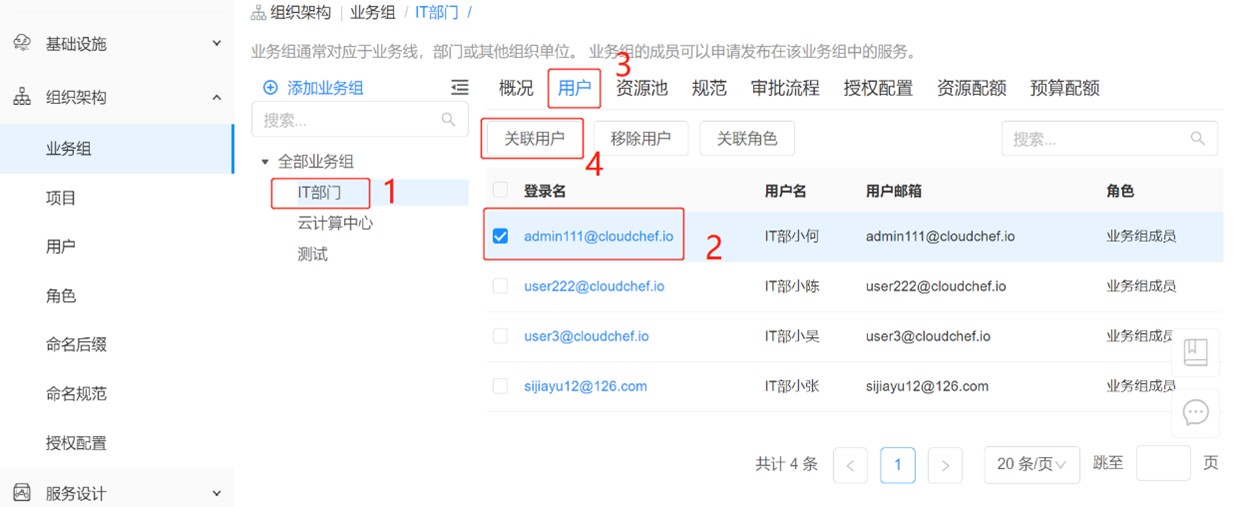 组织架构 | 业务组 / IT部门 /
基础设施
业务组通常对应于业务线，部门或其他组织单位。 业务组的成员可以申请发布在该业务组中的服务。
3
添加业务组
概况 用户 资源池 规范 审批流程 授权配置 资源配额 预算配额
组织架构
搜索...
关联用户 移除用户 关联角色 搜索...
4
业务组
全部业务组
IT部门 1
登录名 用户名 用户邮箱 角色
项目
云计算中心
admin111@cloudchef.io IT部小何 admin111@cloudchef.io 业务组成员
2
用户
测试
user222@cloudchef.io IT部小陈 user222@cloudchef.io 业务组成员
角色
user3@cloudchef.io IT部小吴 user3@cloudchef.io 业务组成员
命名后缀
sijiayu12@126.com IT部小张 sijiayu12@126.com 业务组成员
命名规范
授权配置
共计 4 条 < 1 > 20 条/页 跳至 页
服务设计